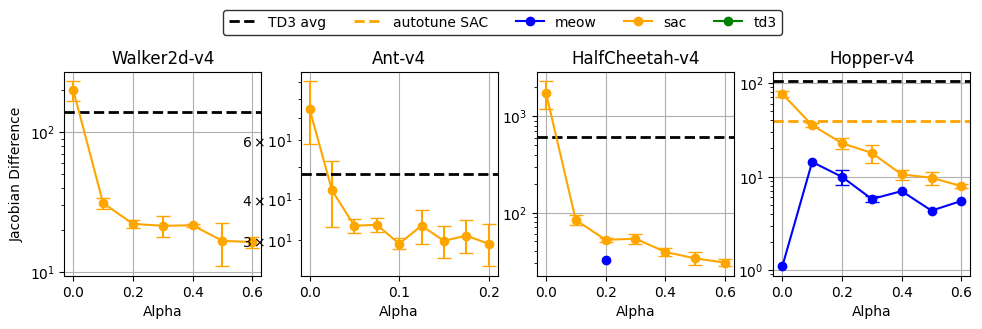 TD3 avg autotune SAC meow sac td3
Walker2d-v4 Ant-v4 HalfCheetah-v4 Hopper-v4
Jacobian Difference
10² 10¹
6 × 10¹ 4 × 10¹ 3 × 10¹
10³ 10²
10² 10¹ 10⁰
0.0 0.2 0.4 0.6 0.0 0.1 0.2 0.0 0.2 0.4 0.6 0.0 0.2 0.4 0.6
Alpha Alpha Alpha Alpha